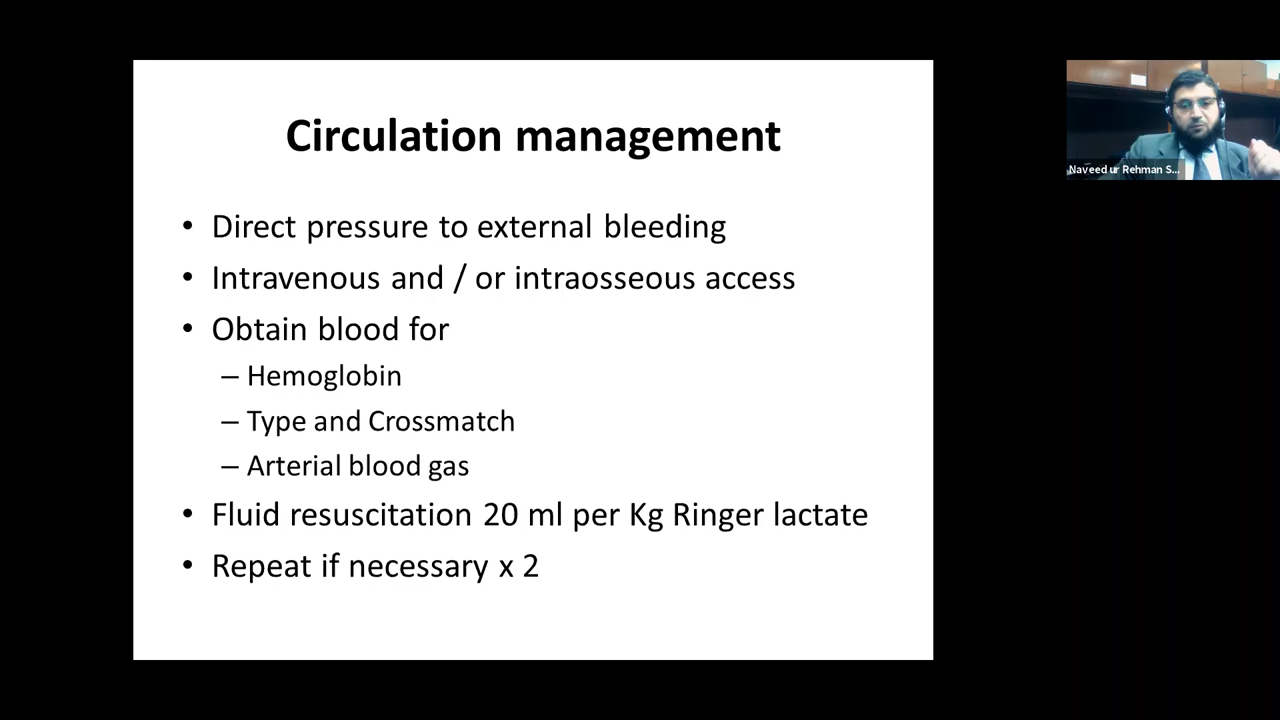 Circulation management
• Direct pressure to external bleeding
• Intravenous and / or intraosseous access
• Obtain blood for
– Hemoglobin
– Type and Crossmatch
– Arterial blood gas
• Fluid resuscitation 20 ml per Kg Ringer lactate
• Repeat if necessary x 2
Naveed ur Rehman S...